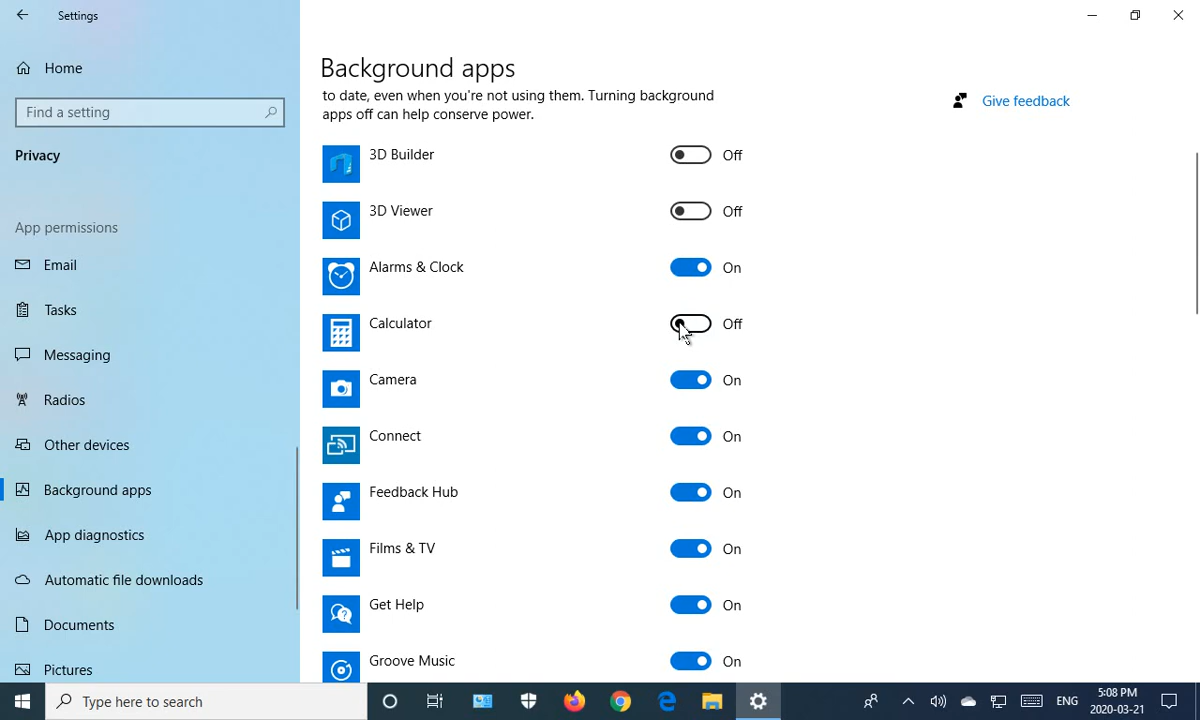 Settings
Home
Find a setting
Privacy
App permissions
Email
Tasks
Messaging
Radios
Other devices
Background apps
App diagnostics
Automatic file downloads
Documents
Pictures
Background apps
to date, even when you're not using them. Turning background
apps off can help conserve power.
Give feedback
3D Builder Off
3D Viewer Off
Alarms & Clock On
Calculator Off
Camera On
Connect On
Feedback Hub On
Films & TV On
Get Help On
Groove Music On
Type here to search
ENG
5:08 PM
2020-03-21